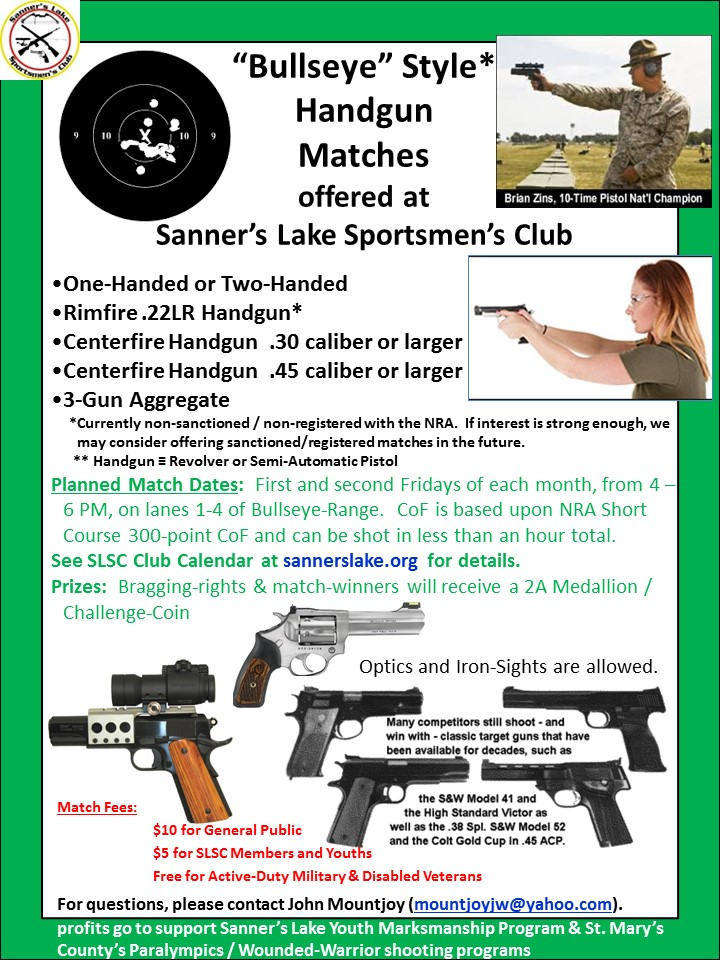 Sanner's Lake
Sportsmen's Club
"Bullseye" Style*
Handgun
Matches
offered at
Sanner's Lake Sportsmen's Club
9 10 X 10 9
Brian Zins, 10-Time Pistol Nat'l Champion
•One-Handed or Two-Handed
•Rimfire .22LR Handgun*
•Centerfire Handgun .30 caliber or larger
•Centerfire Handgun .45 caliber or larger
•3-Gun Aggregate
*Currently non-sanctioned / non-registered with the NRA. If interest is strong enough, we
may consider offering sanctioned/registered matches in the future.
** Handgun ≡ Revolver or Semi-Automatic Pistol
Planned Match Dates: First and second Fridays of each month, from 4 –
6 PM, on lanes 1-4 of Bullseye-Range. CoF is based upon NRA Short
Course 300-point CoF and can be shot in less than an hour total.
See SLSC Club Calendar at sannerslake.org for details.
Prizes: Bragging-rights & match-winners will receive a 2A Medallion /
Challenge-Coin
Optics and Iron-Sights are allowed.
Many competitors still shoot - and
win with - classic target guns that have
been available for decades, such as
the S&W Model 41 and
the High Standard Victor as
well as the .38 Spl. S&W Model 52
and the Colt Gold Cup in .45 ACP.
Match Fees:
$10 for General Public
$5 for SLSC Members and Youths
Free for Active-Duty Military & Disabled Veterans
For questions, please contact John Mountjoy (mountjoyjw@yahoo.com).
profits go to support Sanner's Lake Youth Marksmanship Program & St. Mary's
County's Paralympics / Wounded-Warrior shooting programs